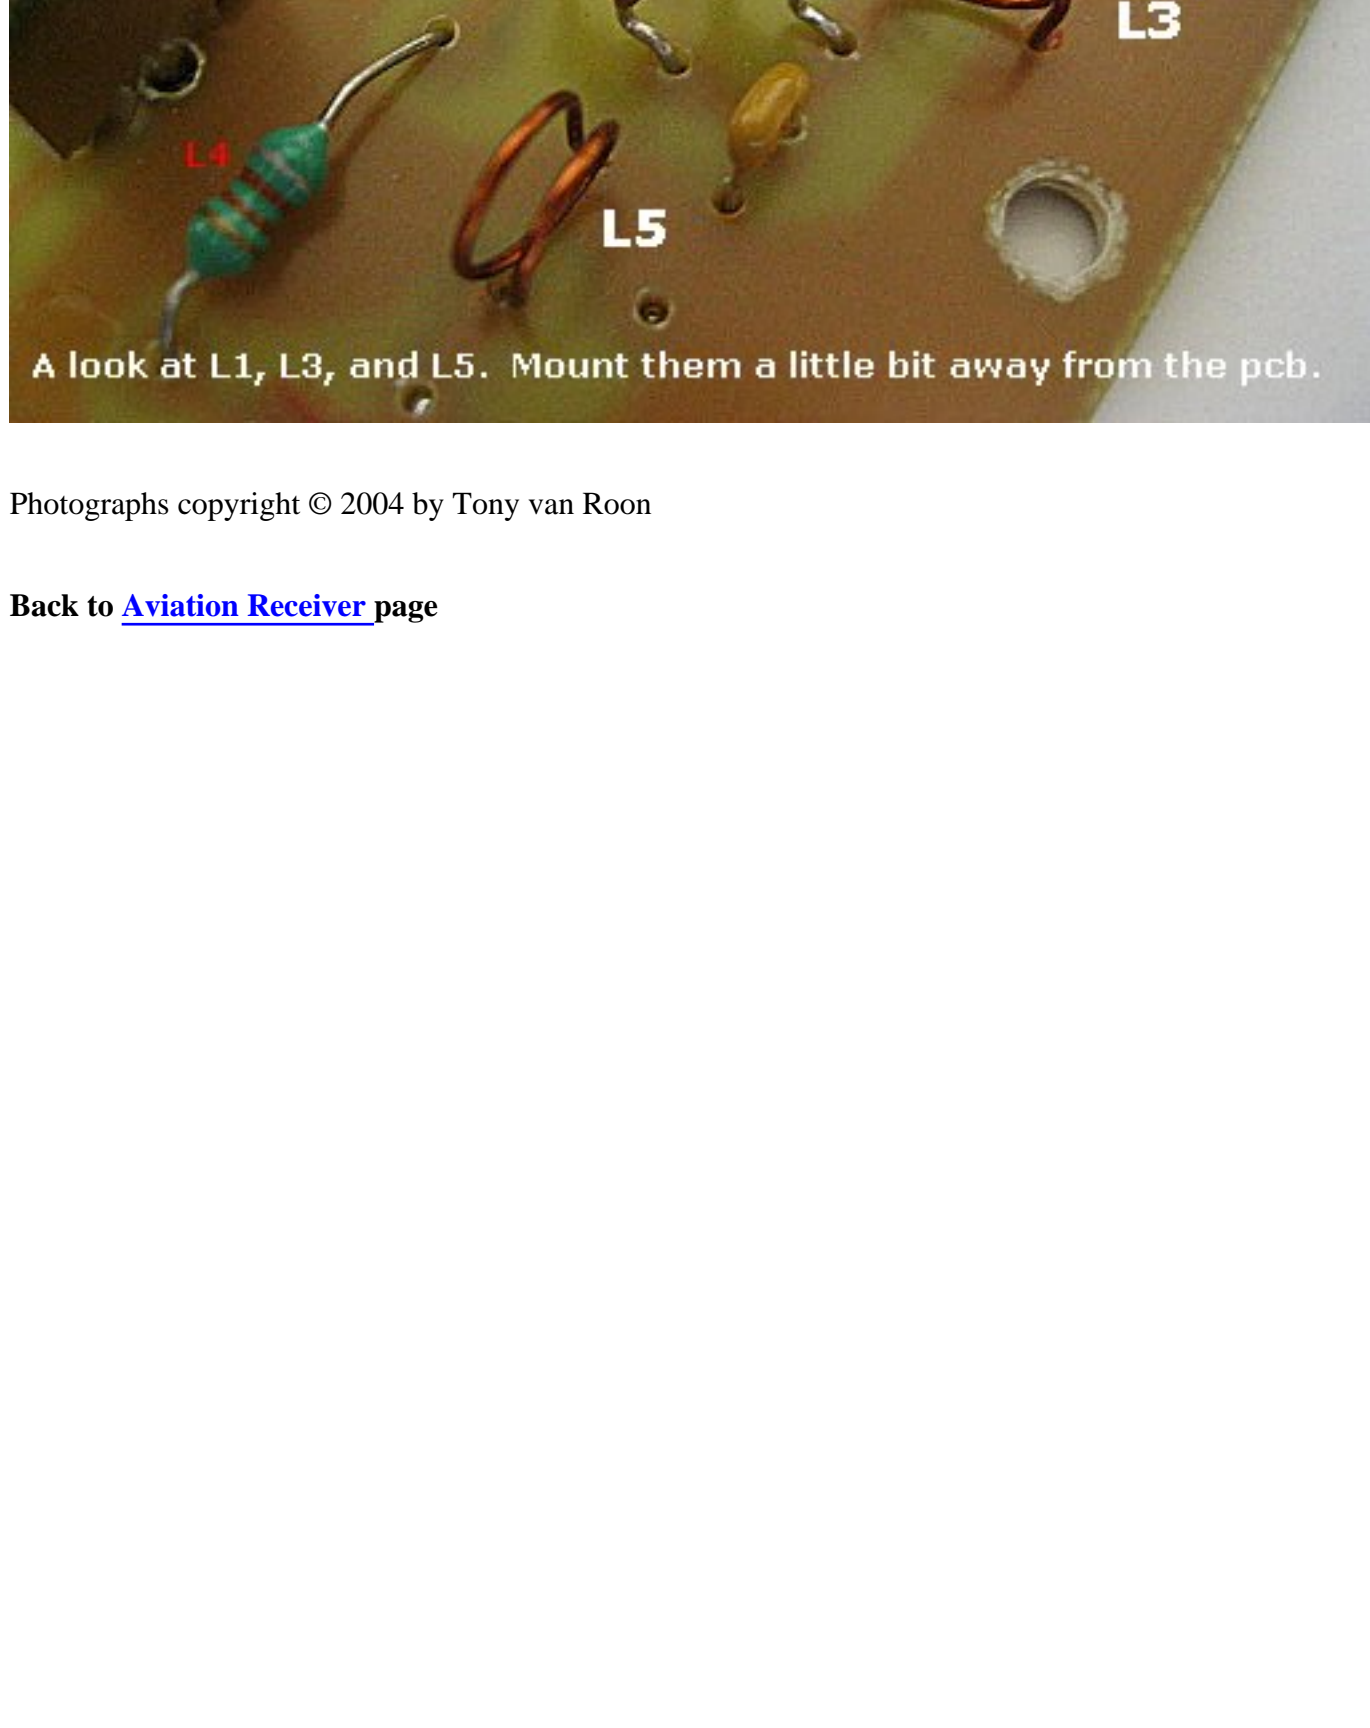 L3
L4
L5
A look at L1, L3, and L5. Mount them a little bit away from the pcb.
Photographs copyright © 2004 by Tony van Roon
Back to Aviation Receiver page